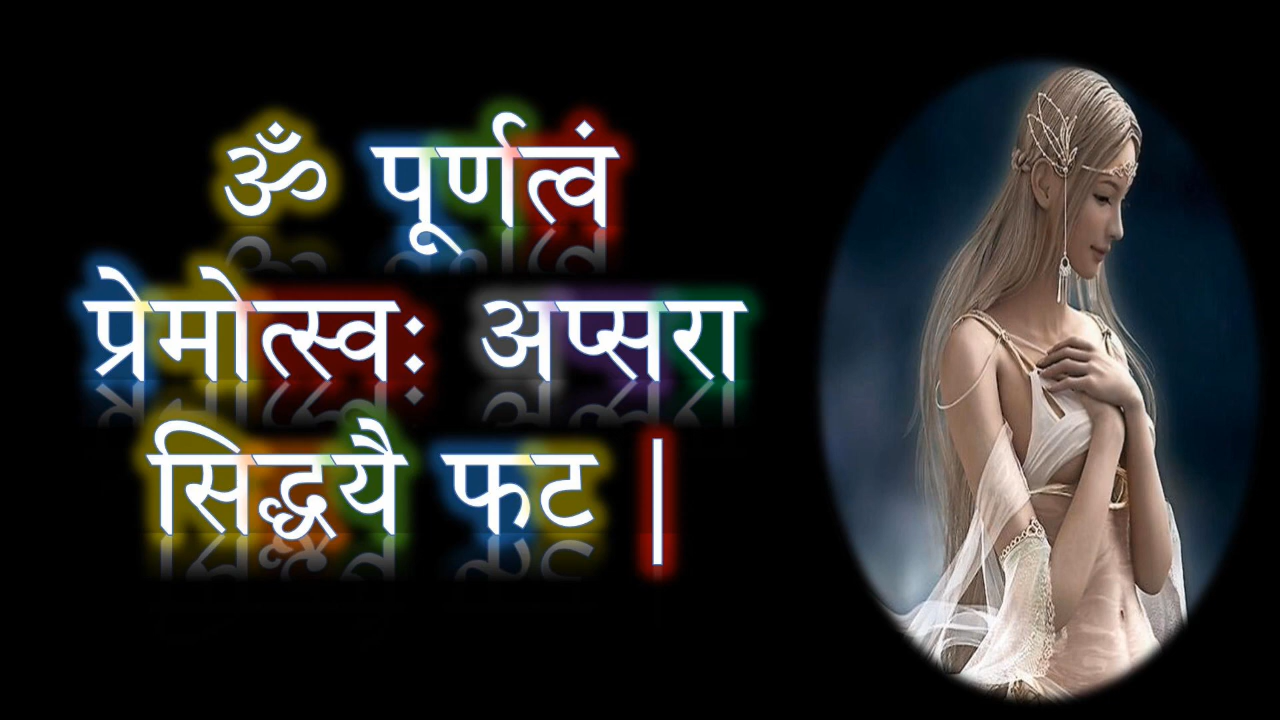 ॐ पूर्णत्वं
प्रेमोत्स्वः अप्सरा
सिद्धयै फट |